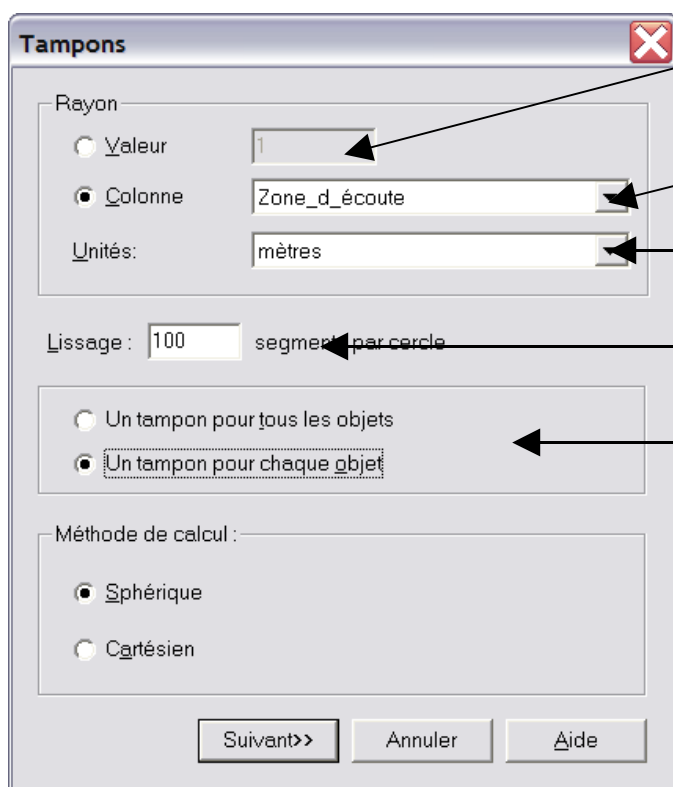 Tampons
Rayon
Valeur 1
Colonne Zone_d_écoute
Unités: mètres
Lissage : 100 segments par cercle
Un tampon pour tous les objets
Un tampon pour chaque objet
Méthode de calcul :
Sphérique
Cartésien
Suivant>> Annuler Aide